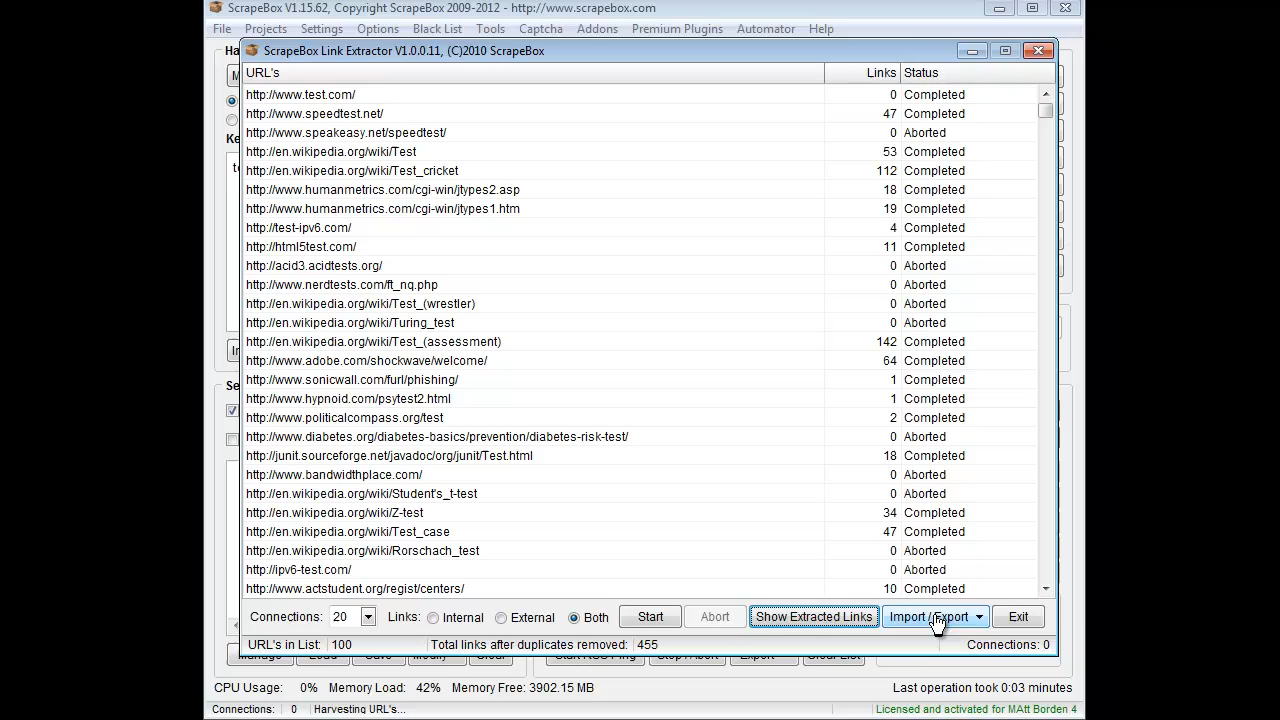 ScrapeBox V1.15.62, Copyright ScrapeBox 2009-2012 - http://www.scrapebox.com
File Projects Settings Options Black List Tools Captcha Addons Premium Plugins Automator Help
ScrapeBox Link Extractor V1.0.0.11, (C)2010 ScrapeBox
URL's Links Status
http://www.test.com/ 0 Completed
http://www.speedtest.net/ 47 Completed
http://www.speakeasy.net/speedtest/ 0 Aborted
http://en.wikipedia.org/wiki/Test 53 Completed
http://en.wikipedia.org/wiki/Test_cricket 112 Completed
http://www.humanmetrics.com/cgi-win/jtypes2.asp 18 Completed
http://www.humanmetrics.com/cgi-win/jtypes1.htm 19 Completed
http://test-ipv6.com/ 4 Completed
http://html5test.com/ 11 Completed
http://acid3.acidtests.org/ 0 Aborted
http://www.nerdtests.com/ft_nq.php 0 Aborted
http://en.wikipedia.org/wiki/Test_(wrestler) 0 Aborted
http://en.wikipedia.org/wiki/Turing_test 0 Aborted
http://en.wikipedia.org/wiki/Test_(assessment) 142 Completed
http://www.adobe.com/shockwave/welcome/ 64 Completed
http://www.sonicwall.com/furl/phishing/ 1 Completed
http://www.hypnoid.com/psytest2.html 1 Completed
http://www.politicalcompass.org/test 2 Completed
http://www.diabetes.org/diabetes-basics/prevention/diabetes-risk-test/ 0 Aborted
http://junit.sourceforge.net/javadoc/org/junit/Test.html 18 Completed
http://www.bandwidthplace.com/ 0 Aborted
http://en.wikipedia.org/wiki/Student's_t-test 0 Aborted
http://en.wikipedia.org/wiki/Z-test 34 Completed
http://en.wikipedia.org/wiki/Test_case 47 Completed
http://en.wikipedia.org/wiki/Rorschach_test 0 Aborted
http://ipv6-test.com/ 0 Aborted
http://www.actstudent.org/regist/centers/ 10 Completed
Connections: 20 Links: Internal External Both Start Abort Show Extracted Links Import / Export Exit
URL's in List: 100 Total links after duplicates removed: 455 Connections: 0
CPU Usage: 0% Memory Load: 42% Memory Free: 3902.15 MB Last operation took 0:03 minutes
Connections: 0 Harvesting URL's... Licensed and activated for MAtt Borden 4